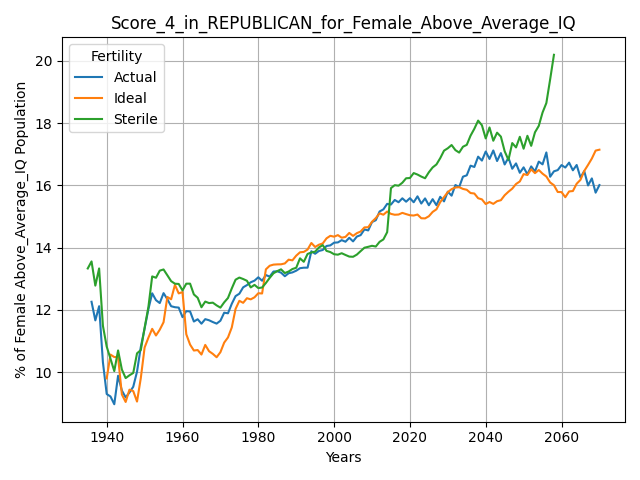 Score_4_in_REPUBLICAN_for_Female_Above_Average_IQ
% of Female Above_Average_IQ Population
20
18
16
14
12
10
Fertility
Actual
Ideal
Sterile
1940 1960 1980 2000 2020 2040 2060
Years